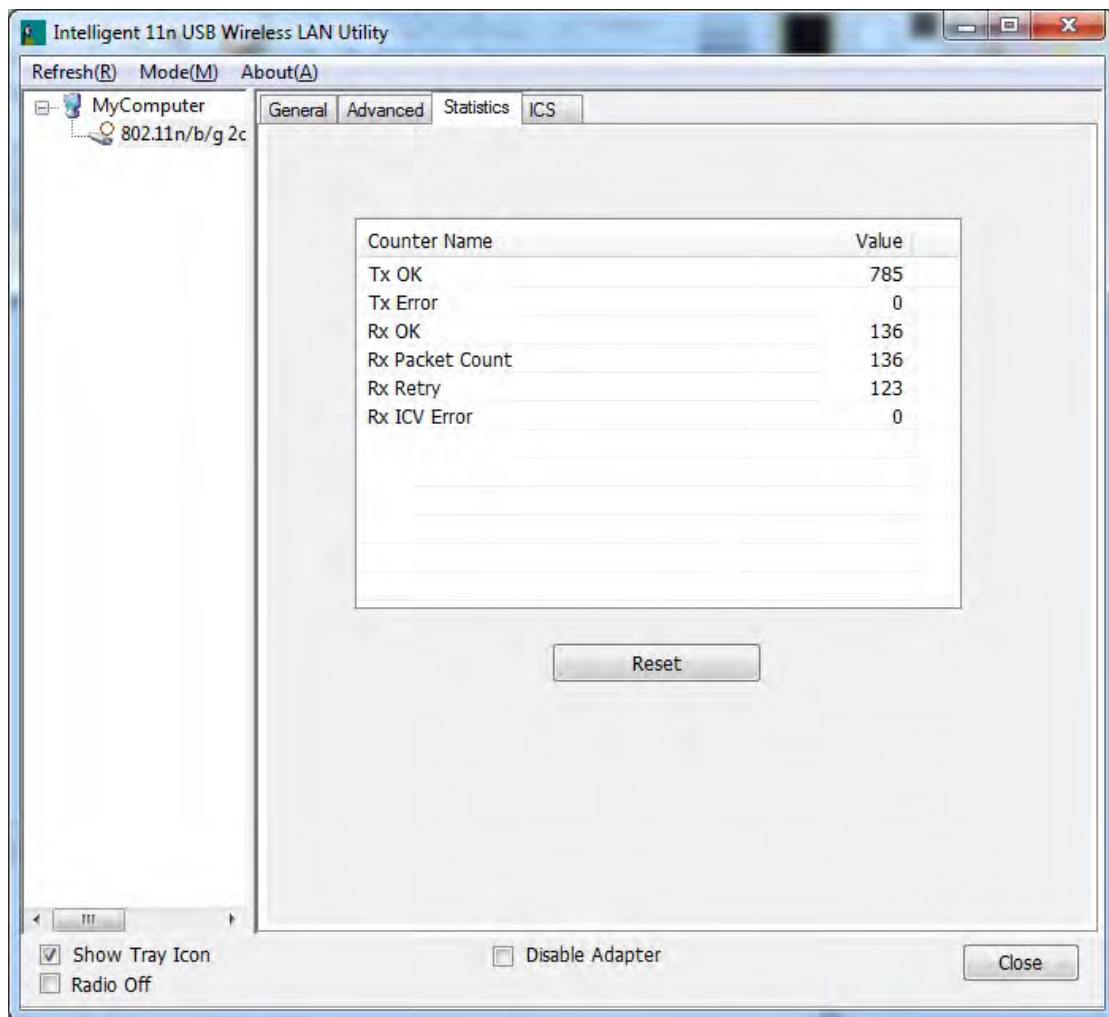 Intelligent 11n USB Wireless LAN Utility
Refresh(R) Mode(M) About(A)
MyComputer
802.11n/b/g 2c
General Advanced Statistics ICS
Counter Name Value
Tx OK 785
Tx Error 0
Rx OK 136
Rx Packet Count 136
Rx Retry 123
Rx ICV Error 0
Reset
Show Tray Icon
Radio Off
Disable Adapter
Close